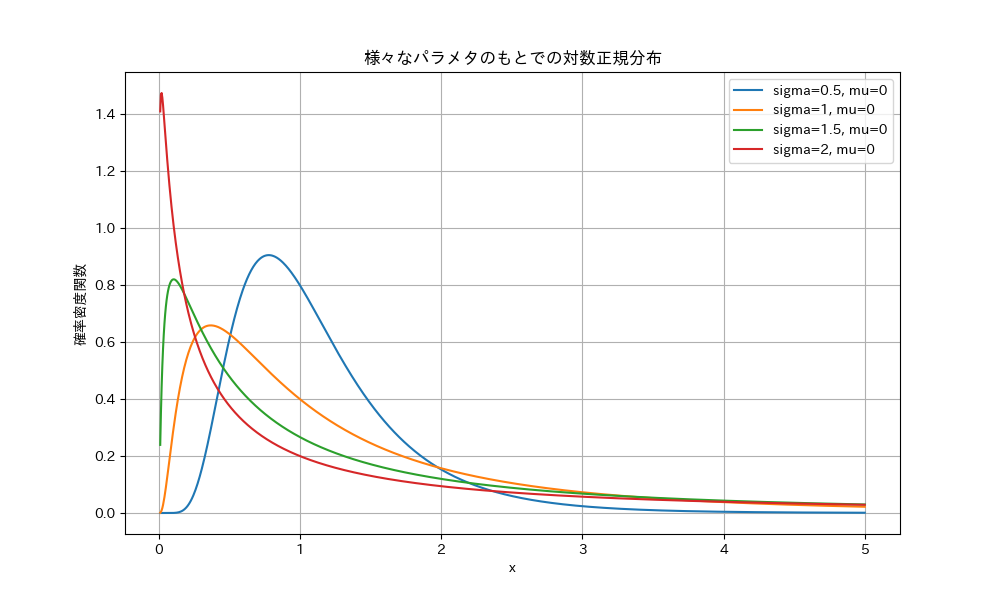 様々なパラメタのもとでの対数正規分布
sigma=0.5, mu=0
sigma=1, mu=0
sigma=1.5, mu=0
sigma=2, mu=0
確率密度関数
1.4
1.2
1.0
0.8
0.6
0.4
0.2
0.0
0 1 2 3 4 5
x